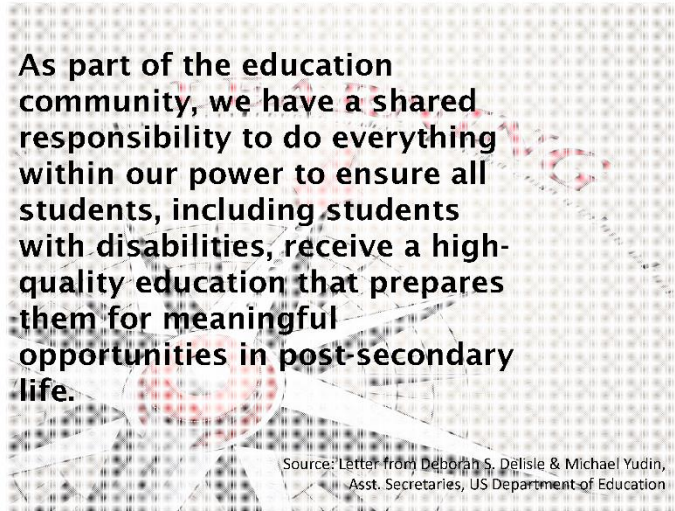 As part of the education
community, we have a shared
responsibility to do everything
within our power to ensure all
students, including students
with disabilities, receive a high-
quality education that prepares
them for meaningful
opportunities in post-secondary
life.
Source: Letter from Deborah S. Delisle & Michael Yudin,
Asst. Secretaries, US Department of Education